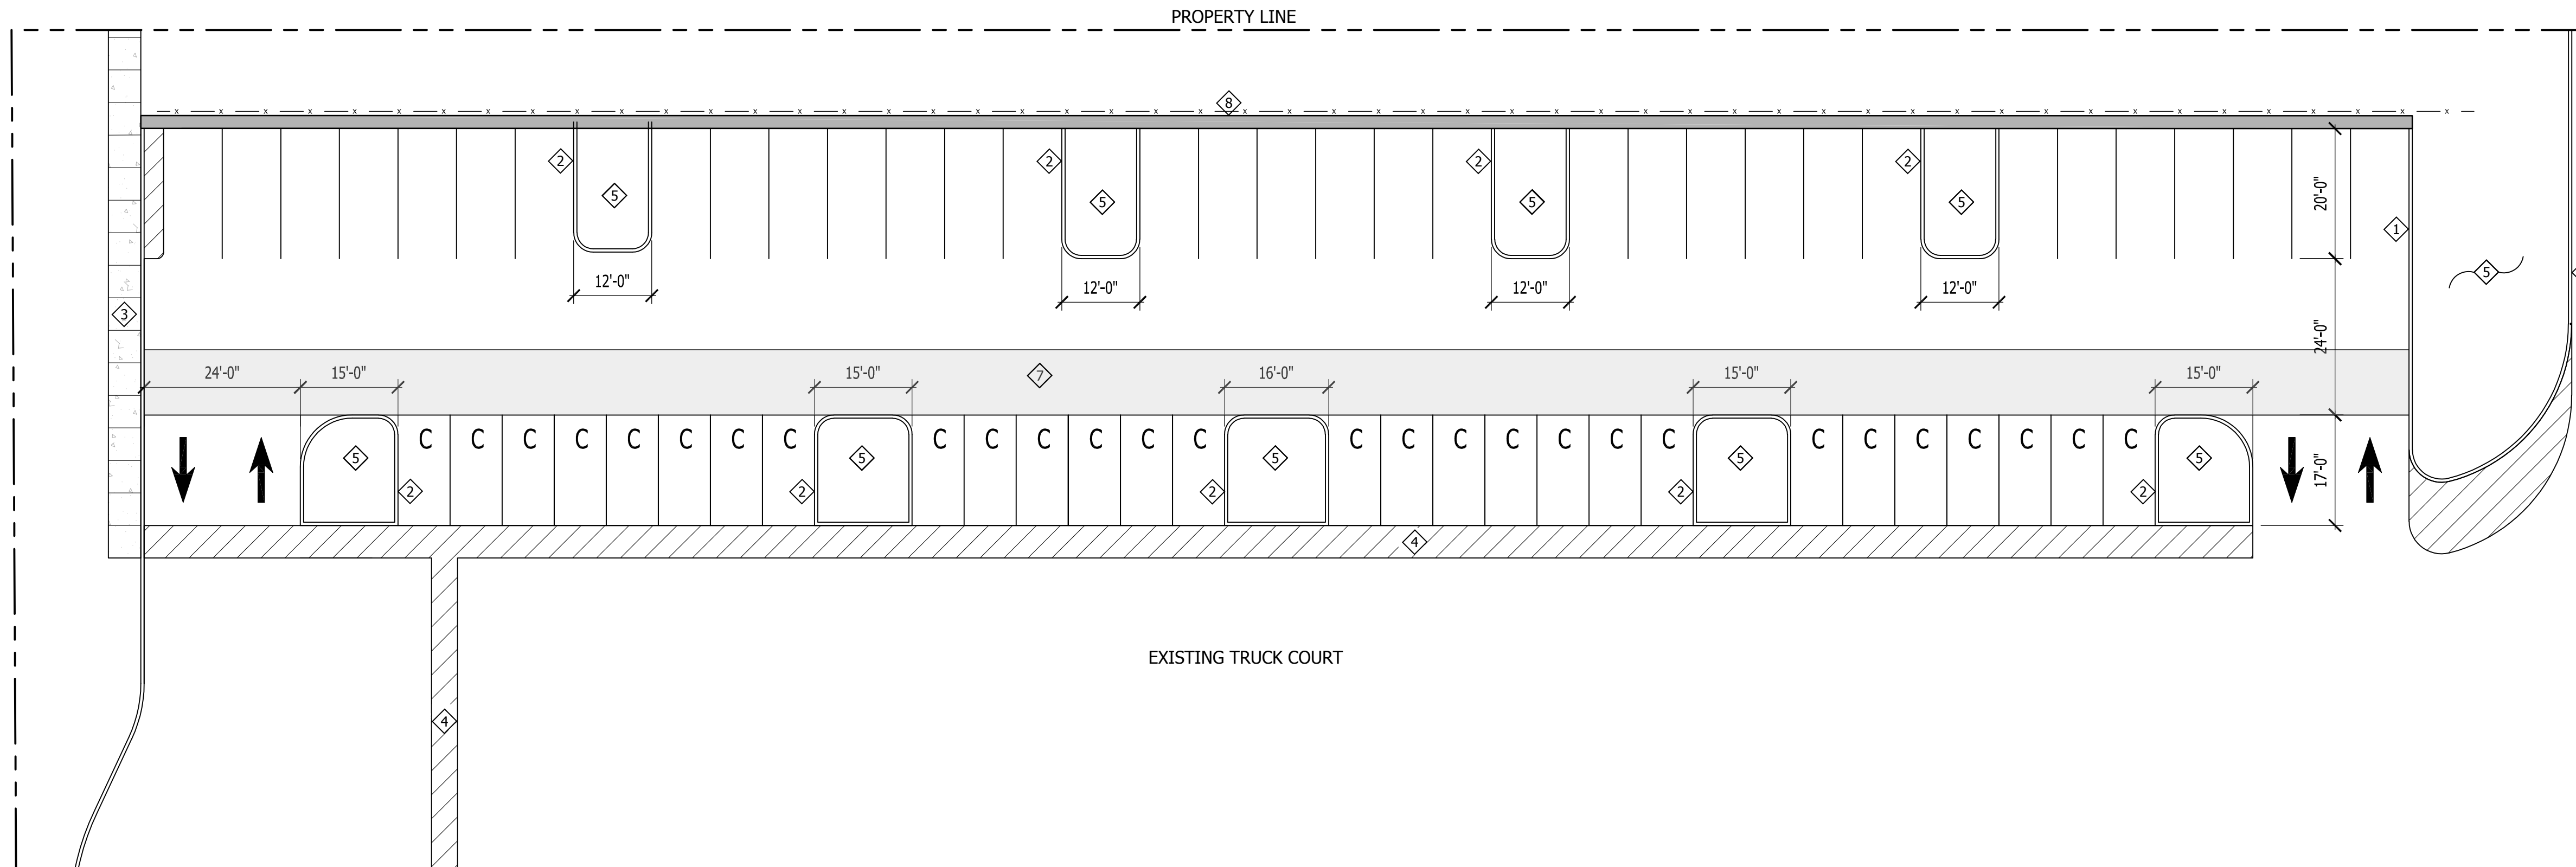 PROPERTY LINE
x x x x x x x x x x x x x x x x x x x x x x x x x x x x x x x x x x x x x x x x x x x x x x x x x x x x
8
2 2 2 2
5 5 5 5
20'-0"
1
12'-0" 12'-0" 12'-0" 12'-0"
5
3
24'-0"
24'-0" 15'-0" 15'-0" 7 16'-0" 15'-0" 15'-0"
C C C C C C C C C C C C C C C C C C C C C C C C C C C C
5 5 5 5 5
17'-0"
2 2 2 2 2
4
EXISTING TRUCK COURT
4